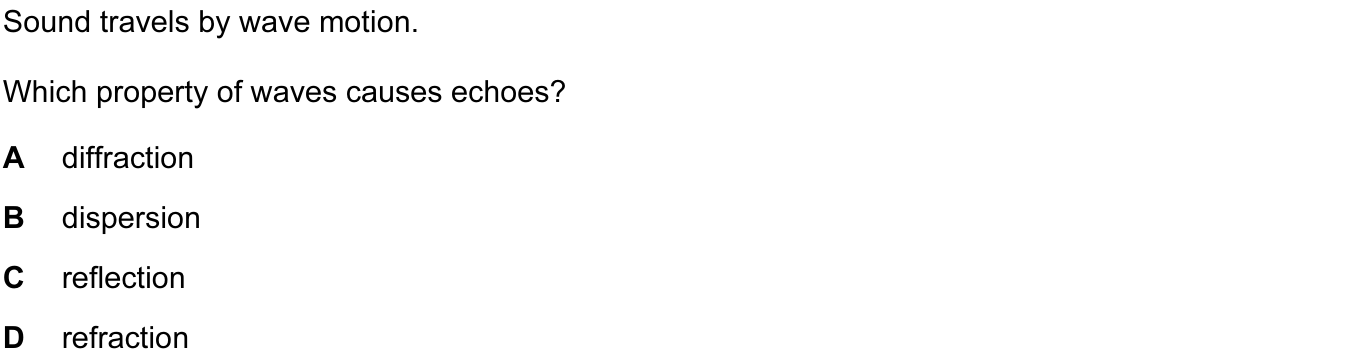 Sound travels by wave motion.
Which property of waves causes echoes?
A diffraction
B dispersion
C reflection
D refraction